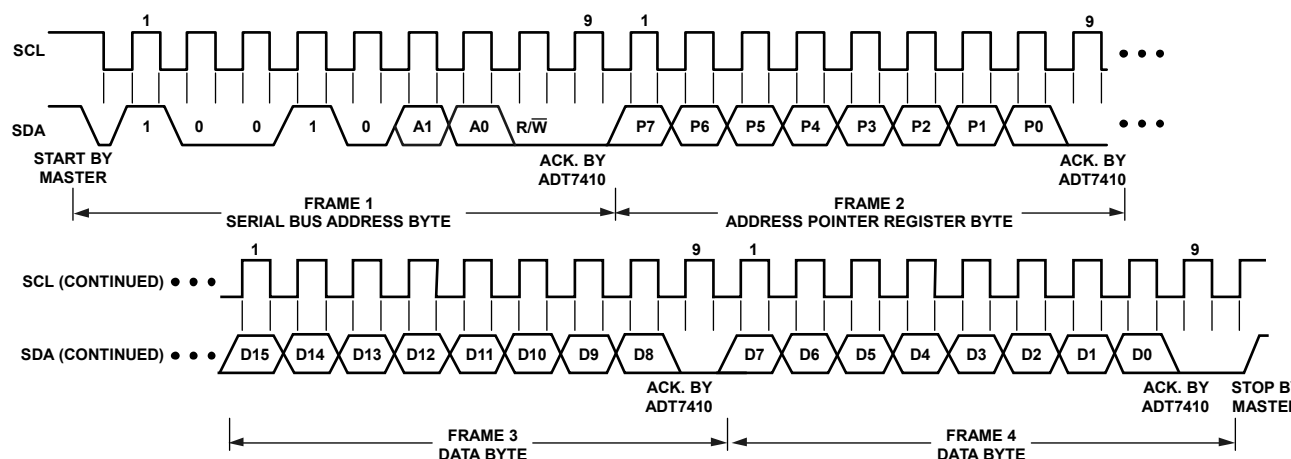 1 9 1 9
SCL
SDA 1 0 0 1 0 A1 A0 R/W̅ P7 P6 P5 P4 P3 P2 P1 P0
START BY
MASTER
ACK. BY
ADT7410
ACK. BY
ADT7410
FRAME 1
SERIAL BUS ADDRESS BYTE
FRAME 2
ADDRESS POINTER REGISTER BYTE
1 9 1 9
SCL (CONTINUED)
SDA (CONTINUED) D15 D14 D13 D12 D11 D10 D9 D8 D7 D6 D5 D4 D3 D2 D1 D0
ACK. BY
ADT7410
ACK. BY
ADT7410
STOP B
MASTER
FRAME 3
DATA BYTE
FRAME 4
DATA BYTE